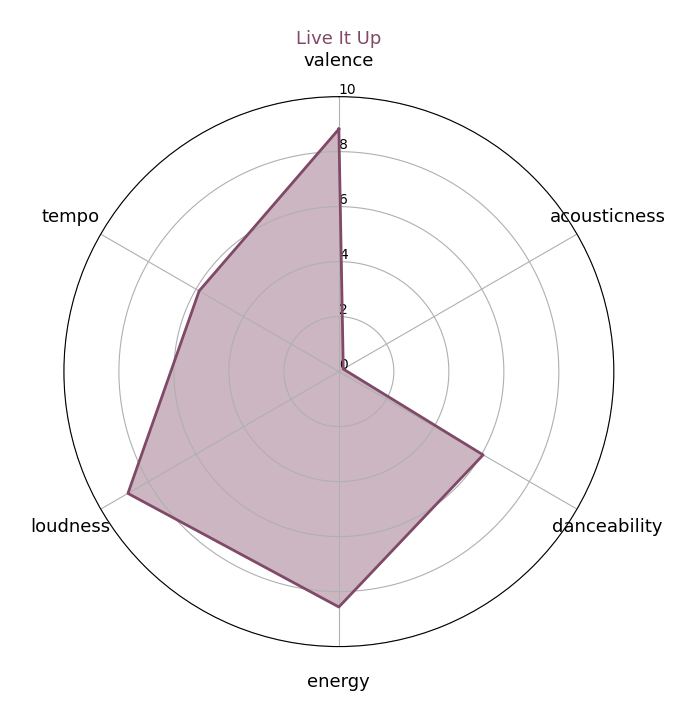 Live It Up
valence
10
8
6
4
2
0
tempo
acousticness
loudness
danceability
energy